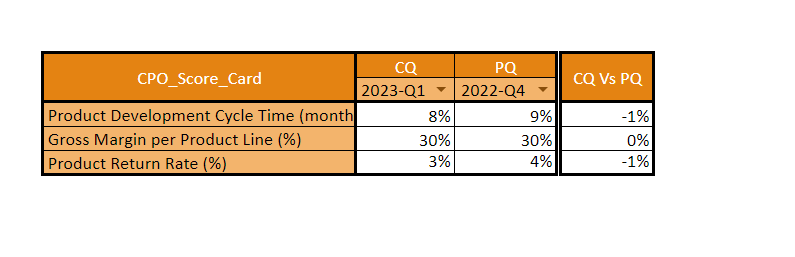 CPO_Score_Card CQ PQ CQ Vs PQ
2023-Q1 2022-Q4
Product Development Cycle Time (month 8% 9% -1%
Gross Margin per Product Line (%) 30% 30% 0%
Product Return Rate (%) 3% 4% -1%